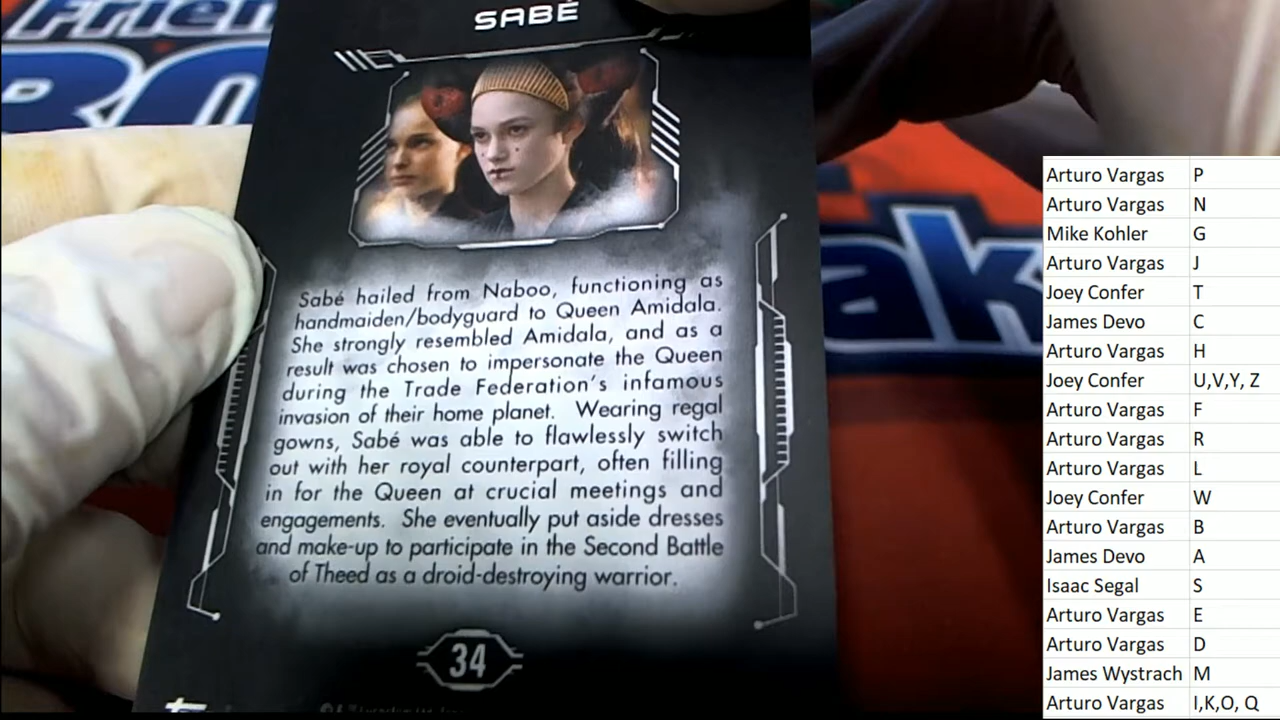 Frien
SABÉ
Sabé hailed from Naboo, functioning as
handmaiden/bodyguard to Queen Amidala.
She strongly resembled Amidala, and as a
result was chosen to impersonate the Queen
during the Trade Federation's infamous
invasion of their home planet. Wearing regal
gowns, Sabé was able to flawlessly switch
out with her royal counterpart, often filling
in for the Queen at crucial meetings and
engagements. She eventually put aside dresses
and make-up to participate in the Second Battle
of Theed as a droid-destroying warrior.
34
ak
Arturo Vargas P
Arturo Vargas N
Mike Kohler G
Arturo Vargas J
Joey Confer T
James Devo C
Arturo Vargas H
Joey Confer U,V,Y, Z
Arturo Vargas F
Arturo Vargas R
Arturo Vargas L
Joey Confer W
Arturo Vargas B
James Devo A
Isaac Segal S
Arturo Vargas E
Arturo Vargas D
James Wystrach M
Arturo Vargas I,K,O, Q